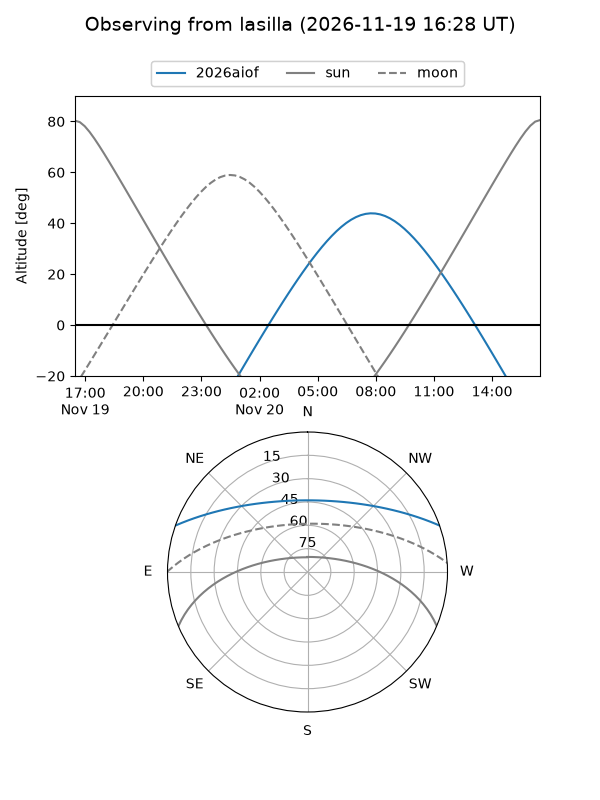 Observing from lasilla (2026-11-19 16:28 UT)
2026aiof sun moon
80
60
40
20
0
−20
Altitude [deg]
17:00 20:00 23:00 02:00 05:00 08:00 11:00 14:00
Nov 19 Nov 20
N
NE NW
15
30
45
60
75
E W
SE SW
S